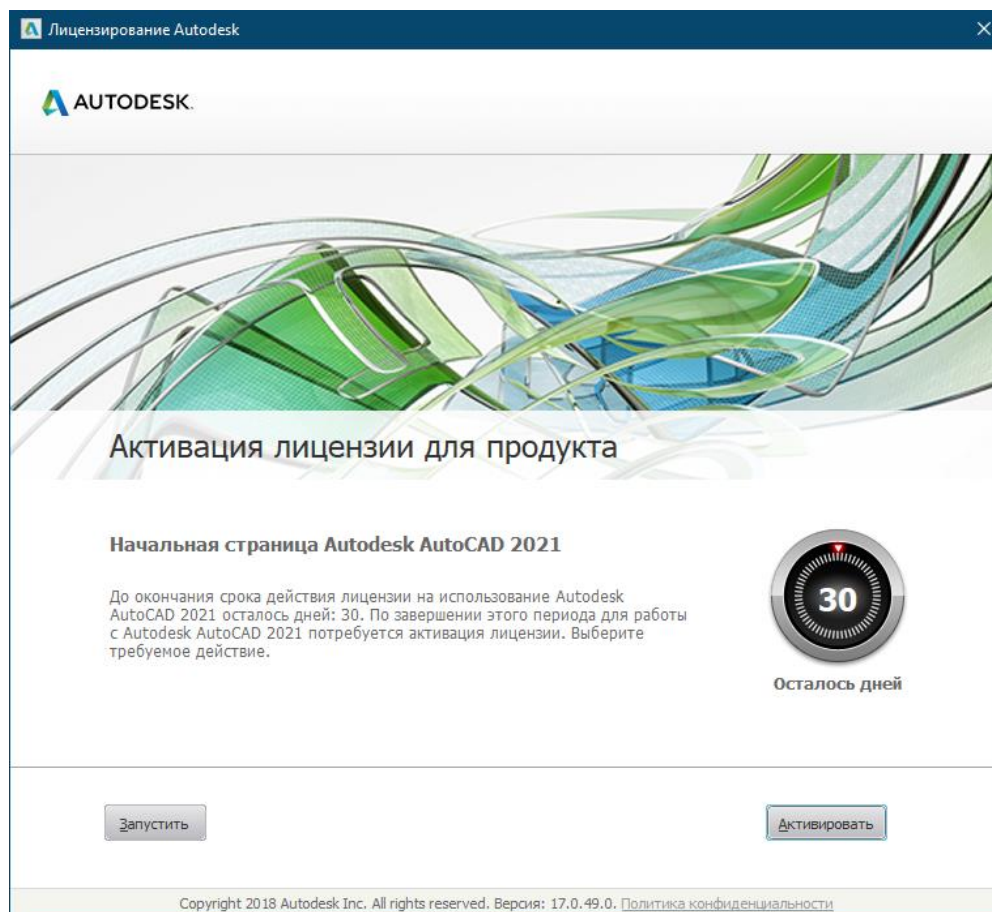 Лицензирование Autodesk
AUTODESK.
Активация лицензии для продукта
Начальная страница Autodesk AutoCAD 2021
До окончания срока действия лицензии на использование Autodesk
AutoCAD 2021 осталось дней: 30. По завершении этого периода для работы
с Autodesk AutoCAD 2021 потребуется активация лицензии. Выберите
требуемое действие.
30
Осталось дней
Запустить
Активировать
Copyright 2018 Autodesk Inc. All rights reserved. Версия: 17.0.49.0. Политика конфиденциальности